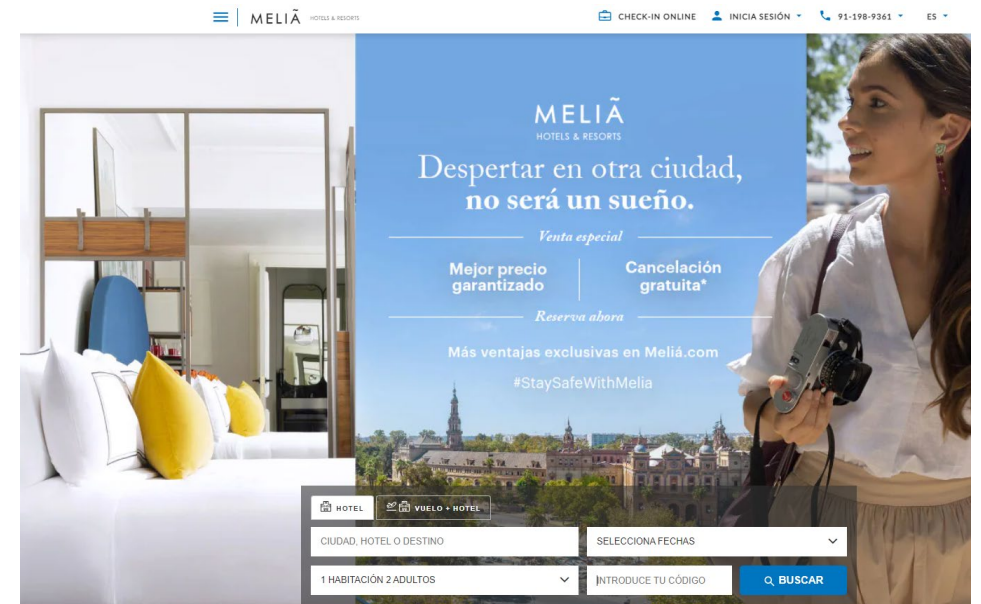 MELIÃ HOTELS & RESORTS
CHECK-IN ONLINE
INICIA SESIÓN
91-198-9361
ES
MELIÃ
HOTELS & RESORTS
Despertar en otra ciudad,
no será un sueño.
Venta especial
Mejor precio
garantizado
Cancelación
gratuita*
Reserva ahora
Más ventajas exclusivas en Meliá.com
#StaySafeWithMelia
HOTEL
VUELO + HOTEL
CIUDAD, HOTEL O DESTINO
SELECCIONA FECHAS
1 HABITACIÓN 2 ADULTOS
INTRODUCE TU CÓDIGO
BUSCAR